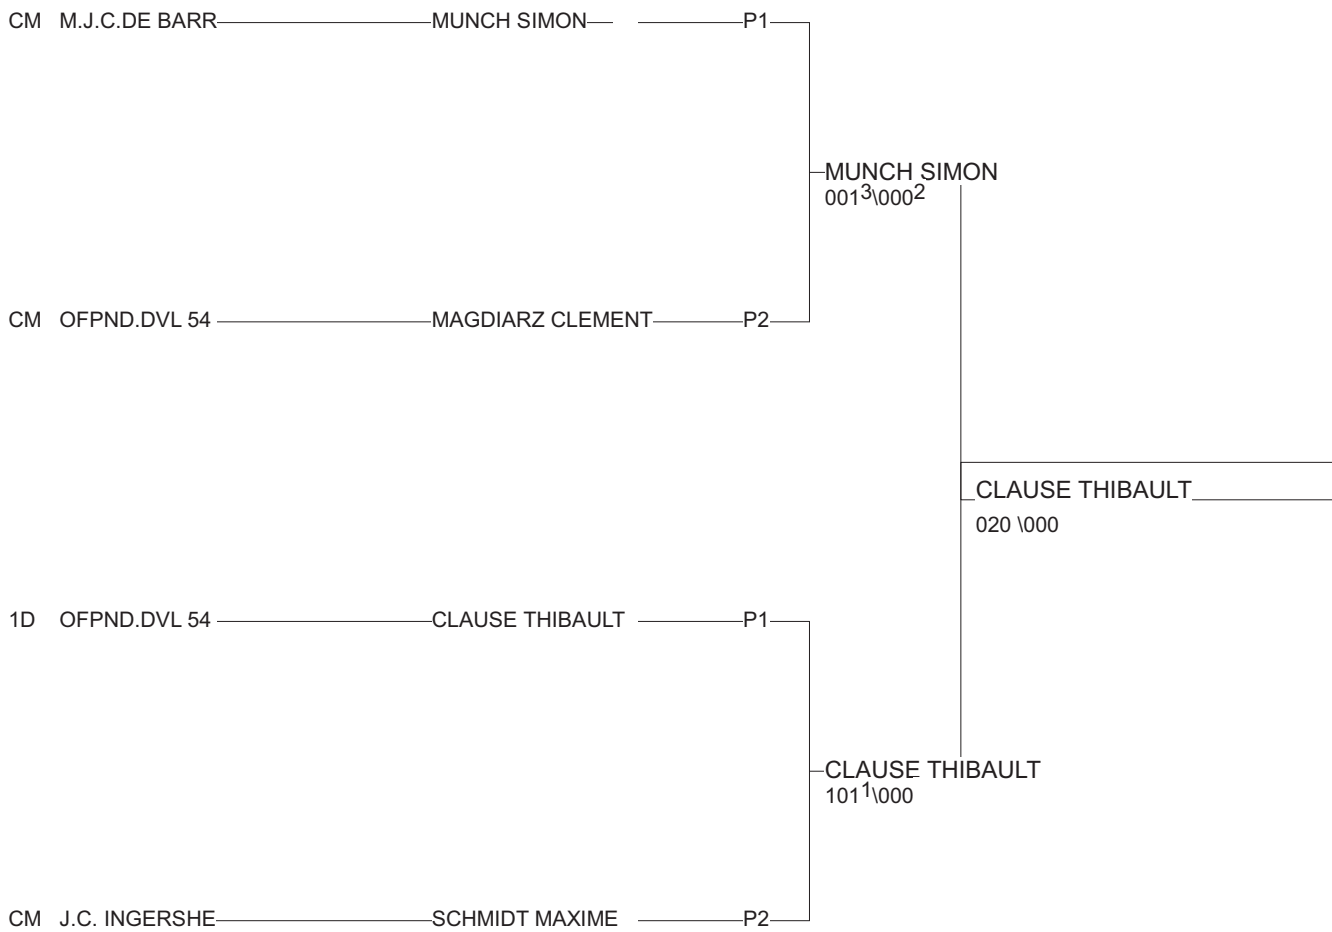 CM M.J.C.DE BARR MUNCH SIMON P1
MUNCH SIMON
001³\000²
CM OFPND.DVL 54 MAGDIARZ CLEMENT P2
CLAUSE THIBAULT
020 \000
1D OFPND.DVL 54 CLAUSE THIBAULT P1
CLAUSE THIBAULT
101¹\000
CM J.C. INGERSHE SCHMIDT MAXIME P2